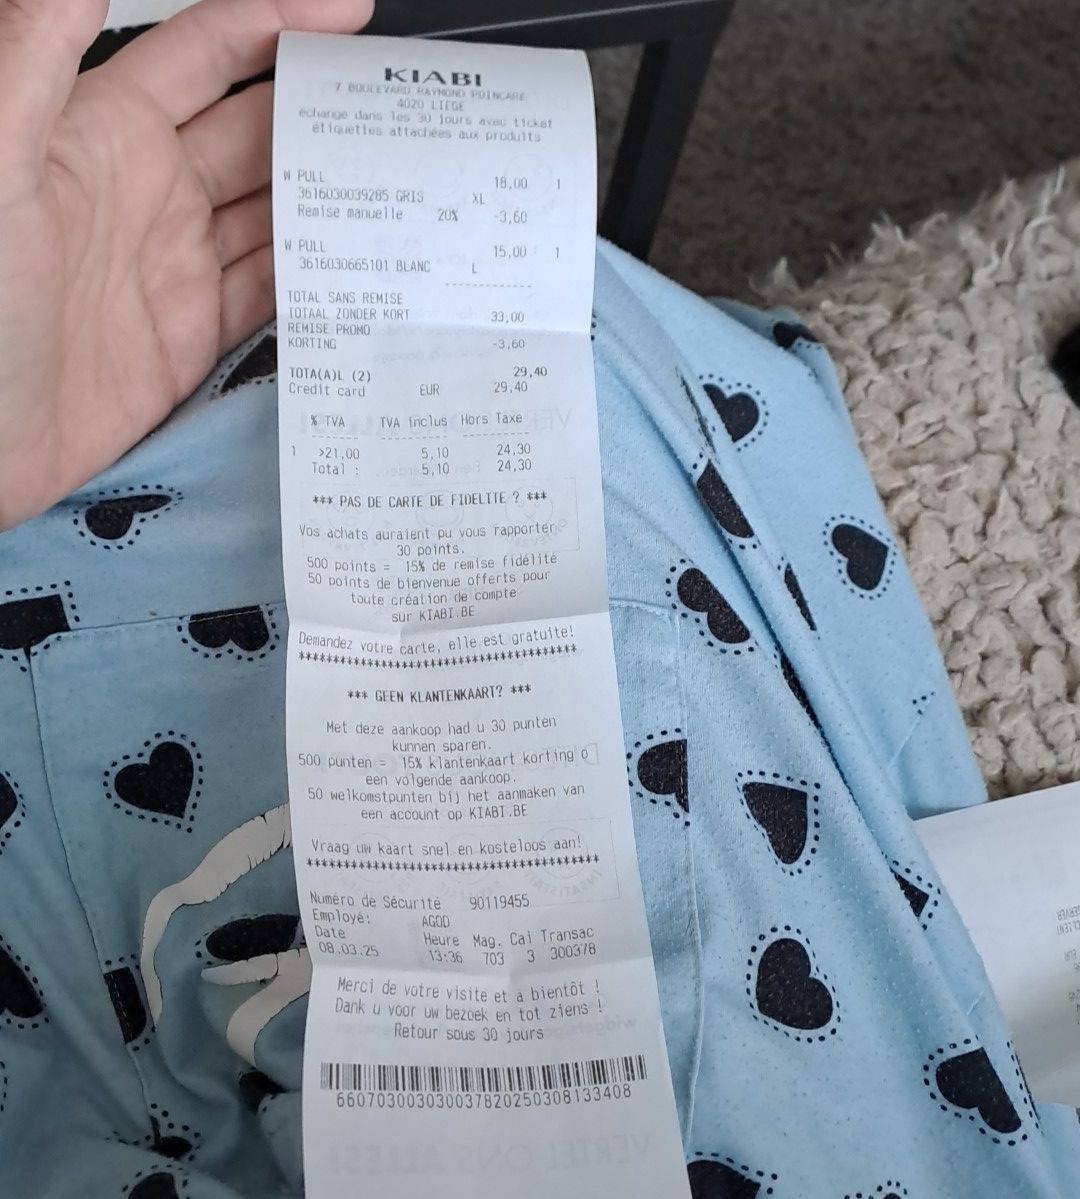 KIABI
7 BOULEVARD RAYMOND POINCARE
4020 LIEGE
échange dans les 30 jours avec ticket
étiquettes attachées aux produits
W PULL 18,00 1
3616030039285 GRIS XL
Remise manuelle 20% -3,60
W PULL 15,00 1
3616030665101 BLANC L
TOTAL SANS REMISE
TOTAAL ZONDER KORT 33,00
REMISE PROMO
KORTING -3,60
TOTA(A)L (2) 29,40
Credit card EUR 29,40
% TVA TVA inclus Hors Taxe
1 >21,00 5,10 24,30
Total : 5,10 24,30
*** PAS DE CARTE DE FIDELITE ? ***
Vos achats auraient pu vous rapporter
30 points.
500 points = 15% de remise fidélité
50 points de bienvenue offerts pour
toute création de compte
sur KIABI.BE
Demandez votre carte, elle est gratuite!
****************************************
*** GEEN KLANTENKAART? ***
Met deze aankoop had u 30 punten
kunnen sparen.
500 punten = 15% klantenkaart korting o
een volgende aankoop.
50 welkomstpunten bij het aanmaken van
een account op KIABI.BE
Vraag uw kaart snel en kosteloos aan!
****************************************
Numéro de Sécurité 90119455
Employé: AGOD
Date Heure Mag. Cai Transac
08.03.25 13:36 703 3 300378
Merci de votre visite et à bientôt !
Dank u voor uw bezoek en tot ziens !
Retour sous 30 jours
660703003030037820250308133408